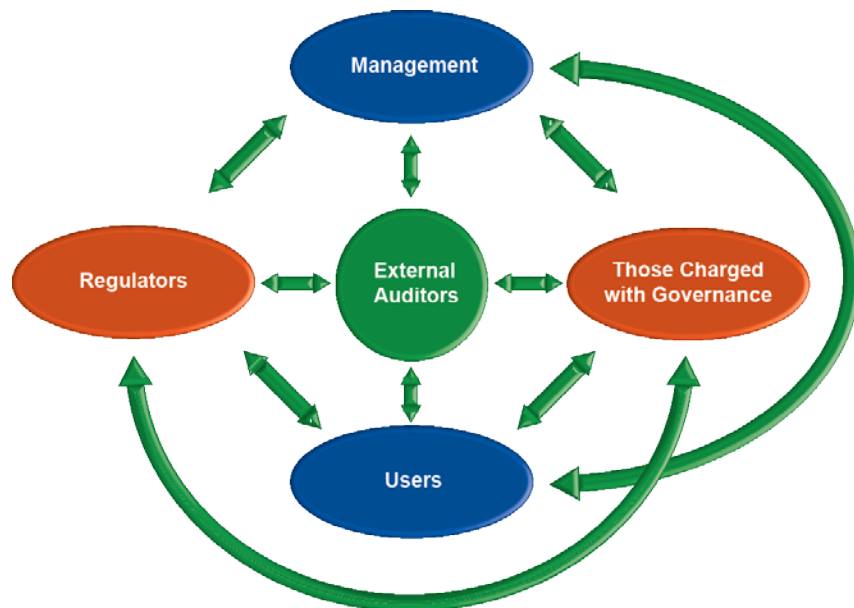 Management
Regulators
External
Auditors
Those Charged
with Governance
Users